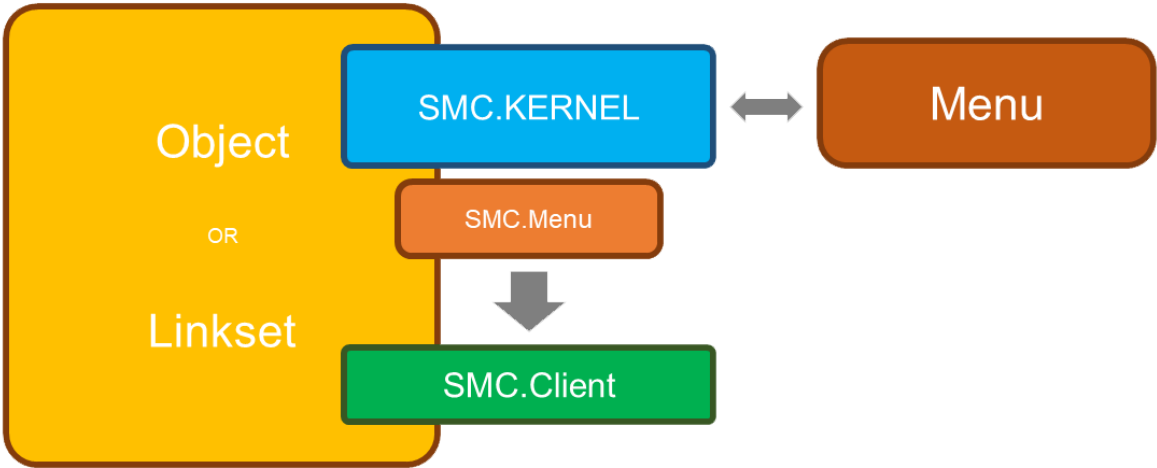 Object
OR
Linkset
SMC.KERNEL
SMC.Menu
SMC.Client
Menu